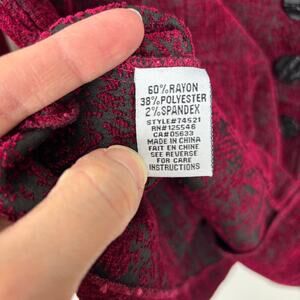 60% RAYON
38% POLYESTER
2% SPANDEX
STYLE#74521
RN#125546
CA#05633
MADE IN CHINA
FAIT EN CHINE
SEE REVERSE
FOR CARE
INSTRUCTIONS